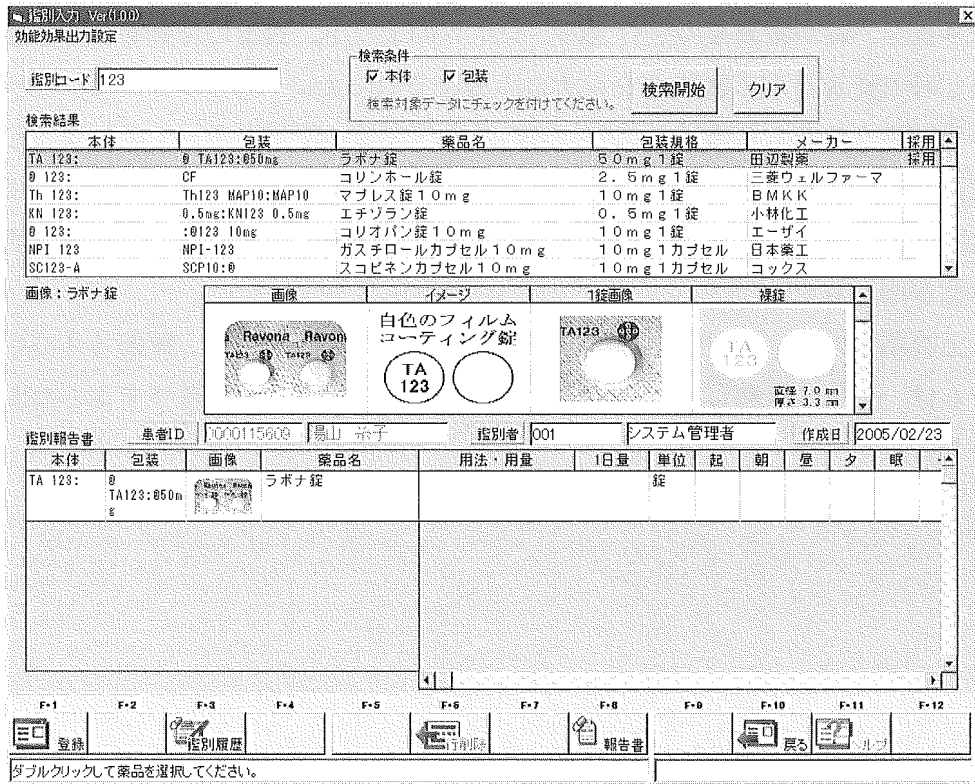 鑑別入力 Ver(1.00)
効能効果出力設定
鑑別コード 123
検索条件
本体 包装
検索対象データにチェックを付けてください。
検索開始 クリア
検索結果
本体 包装 薬品名 包装規格 メーカー 採用
TA 123: @ TA123:@50mg ラボナ錠 50mg1錠 田辺製薬 採用
@ 123: CF コリンホール錠 2.5mg1錠 三菱ウェルファーマ
Th 123: Th123 MAP10:MAP10 マプレス錠10mg 10mg1錠 BMKK
KN 123: 0.5mg:KN123 0.5mg エチゾラン錠 0.5mg1錠 小林化工
@ 123: :@123 10mg コリオパン錠10mg 10mg1錠 エーザイ
NPI 123 NPI-123 ガスチロールカプセル10mg 10mg1カプセル 日本薬工
SC123-A SCP10:@ スコピネンカプセル10mg 10mg1カプセル コックス
画像:ラボナ錠
画像 イメージ 1錠画像 裸錠
Ravona Ravon
TA123 TA123
白色のフィルム
コーティング錠
TA
123
TA123
TA
123
直径 7.0 mm
厚さ 3.3 mm
鑑別報告書 患者ID 0000115609 湯山 糸子 鑑別者 001 システム管理者 作成日 2005/02/23
本体 包装 画像 薬品名 用法・用量 1日量 単位 起 朝 昼 夕 眠
TA 123: @ ラボナ錠 錠
TA123:@50m
g
F-1 F-2 F-3 F-4 F-5 F-6 F-7 F-8 F-9 F-10 F-11 F-12
登録 鑑別履歴 行削除 報告書 戻る ヘルプ
ダブルクリックして薬品を選択してください。